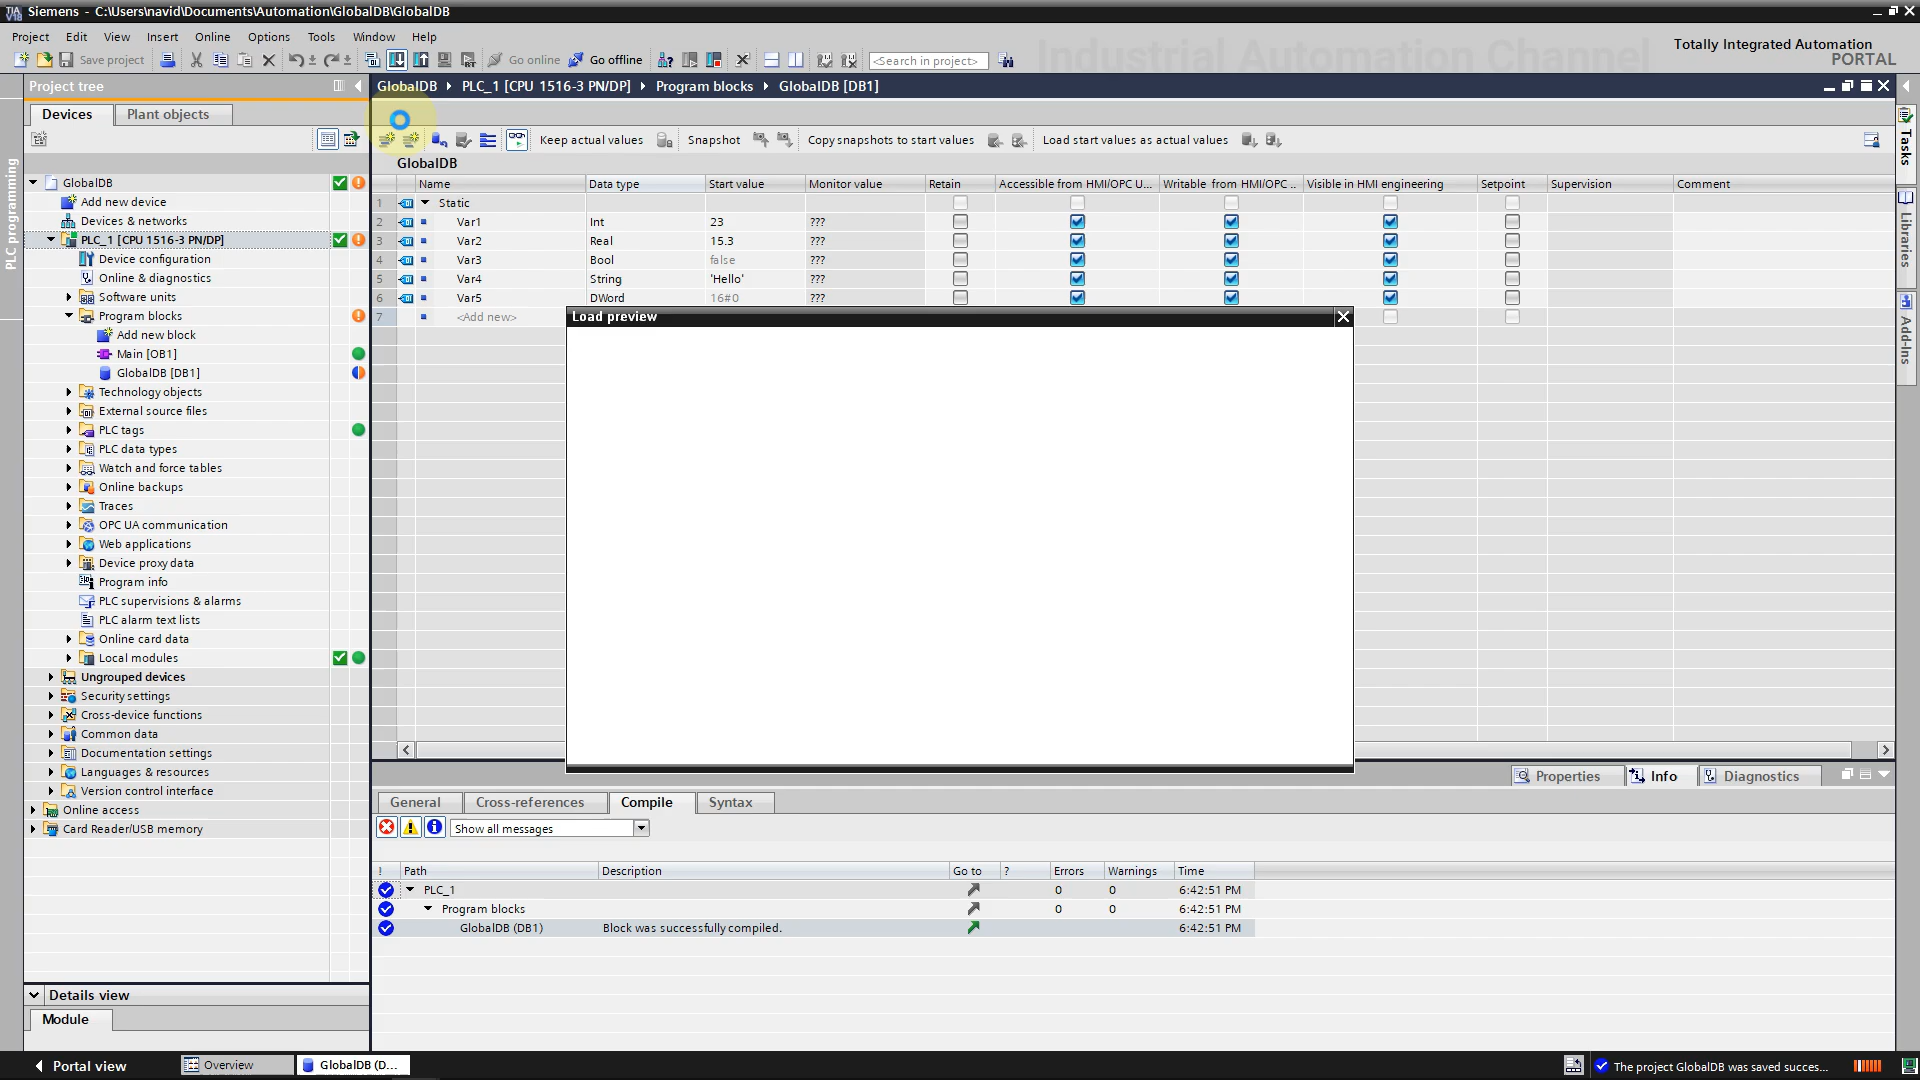 Siemens - C:\Users\navid\Documents\Automation\GlobalDB\GlobalDB
Project Edit View Insert Online Options Tools Window Help
Industrial Automation Channel
Totally Integrated Automation
PORTAL
Save project
Go online
Go offline
<Search in project>
Project tree
GlobalDB PLC_1 [CPU 1516-3 PN/DP] Program blocks GlobalDB [DB1]
Devices
Plant objects
Keep actual values
Snapshot
Copy snapshots to start values
Load start values as actual values
GlobalDB
Name Data type Start value Monitor value Retain Accessible from HMI/OPC U... Writable from HMI/OPC .. Visible in HMI engineering Setpoint Supervision Comment
1 Static
2 Var1 Int 23 ???
3 Var2 Real 15.3 ???
4 Var3 Bool false ???
5 Var4 String 'Hello' ???
6 Var5 DWord 16#0 ???
7 <Add new>
Load preview
PLC programming
GlobalDB
Add new device
Devices & networks
PLC_1 [CPU 1516-3 PN/DP]
Device configuration
Online & diagnostics
Software units
Program blocks
Add new block
Main [OB1]
GlobalDB [DB1]
Technology objects
External source files
PLC tags
PLC data types
Watch and force tables
Online backups
Traces
OPC UA communication
Web applications
Device proxy data
Program info
PLC supervisions & alarms
PLC alarm text lists
Online card data
Local modules
Ungrouped devices
Security settings
Cross-device functions
Common data
Documentation settings
Languages & resources
Version control interface
Online access
Card Reader/USB memory
Details view
Module
Tasks
Libraries
Add-Ins
Properties
Info
Diagnostics
General
Cross-references
Compile
Syntax
Show all messages
! Path Description Go to ? Errors Warnings Time
PLC_1 0 0 6:42:51 PM
Program blocks 0 0 6:42:51 PM
GlobalDB (DB1) Block was successfully compiled. 6:42:51 PM
Portal view
Overview
GlobalDB (D...
The project GlobalDB was saved succes...